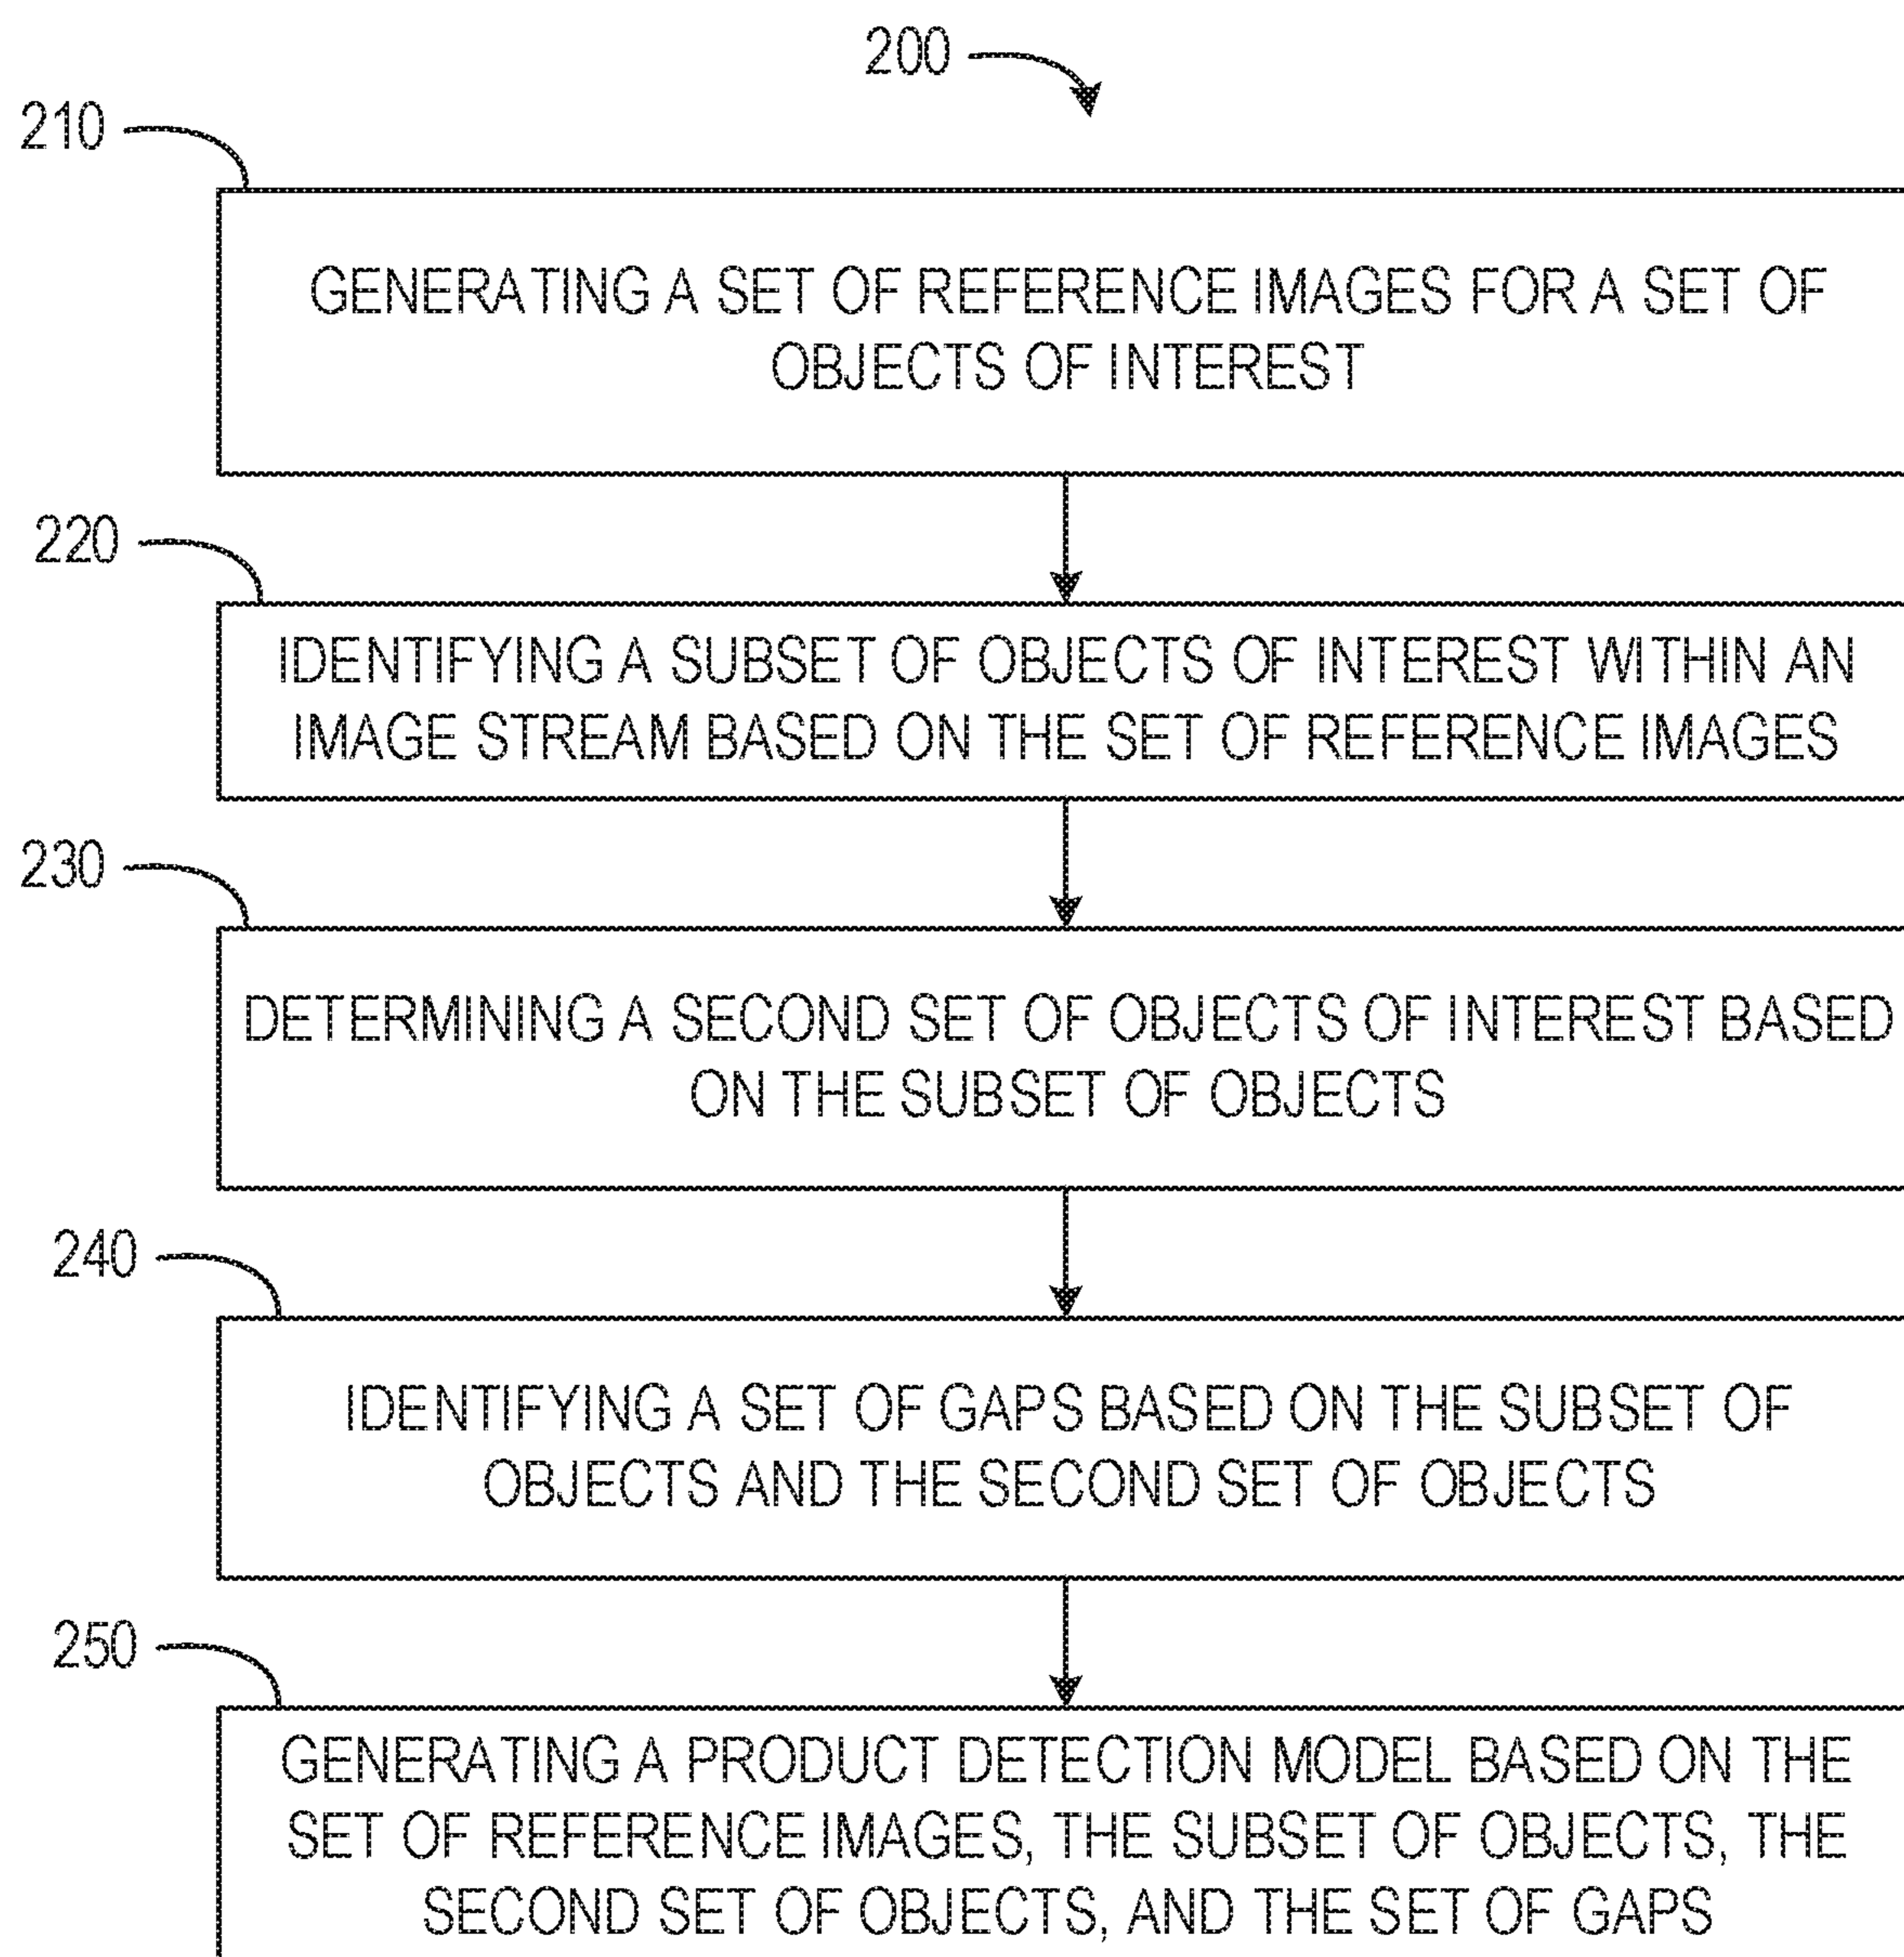 200
210
GENERATING A SET OF REFERENCE IMAGES FOR A SET OF
OBJECTS OF INTEREST
220
IDENTIFYING A SUBSET OF OBJECTS OF INTEREST WITHIN AN
IMAGE STREAM BASED ON THE SET OF REFERENCE IMAGES
230
DETERMINING A SECOND SET OF OBJECTS OF INTEREST BASED
ON THE SUBSET OF OBJECTS
240
IDENTIFYING A SET OF GAPS BASED ON THE SUBSET OF
OBJECTS AND THE SECOND SET OF OBJECTS
250
GENERATING A PRODUCT DETECTION MODEL BASED ON THE
SET OF REFERENCE IMAGES, THE SUBSET OF OBJECTS, THE
SECOND SET OF OBJECTS, AND THE SET OF GAPS